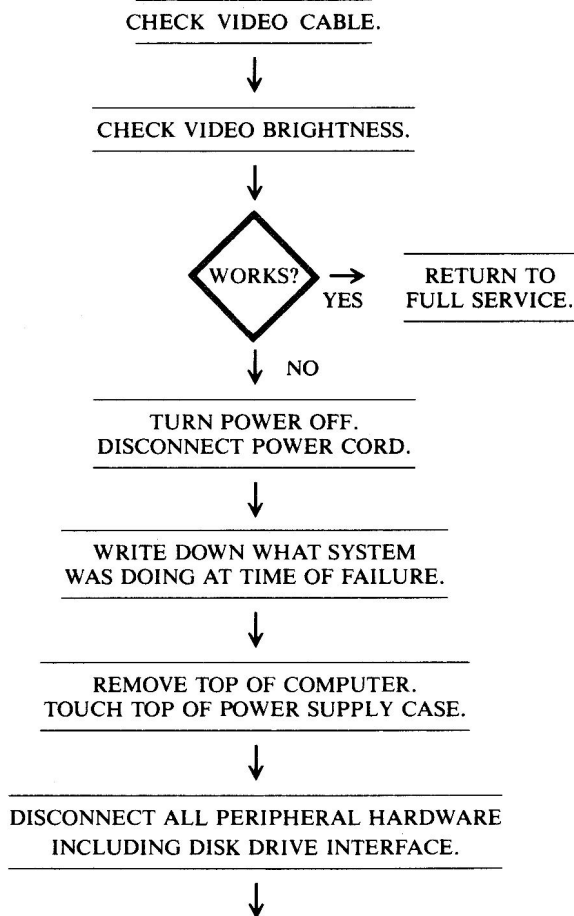 CHECK VIDEO CABLE.
CHECK VIDEO BRIGHTNESS.
WORKS?
YES
RETURN TO
FULL SERVICE.
NO
TURN POWER OFF.
DISCONNECT POWER CORD.
WRITE DOWN WHAT SYSTEM
WAS DOING AT TIME OF FAILURE.
REMOVE TOP OF COMPUTER.
TOUCH TOP OF POWER SUPPLY CASE.
DISCONNECT ALL PERIPHERAL HARDWARE
INCLUDING DISK DRIVE INTERFACE.